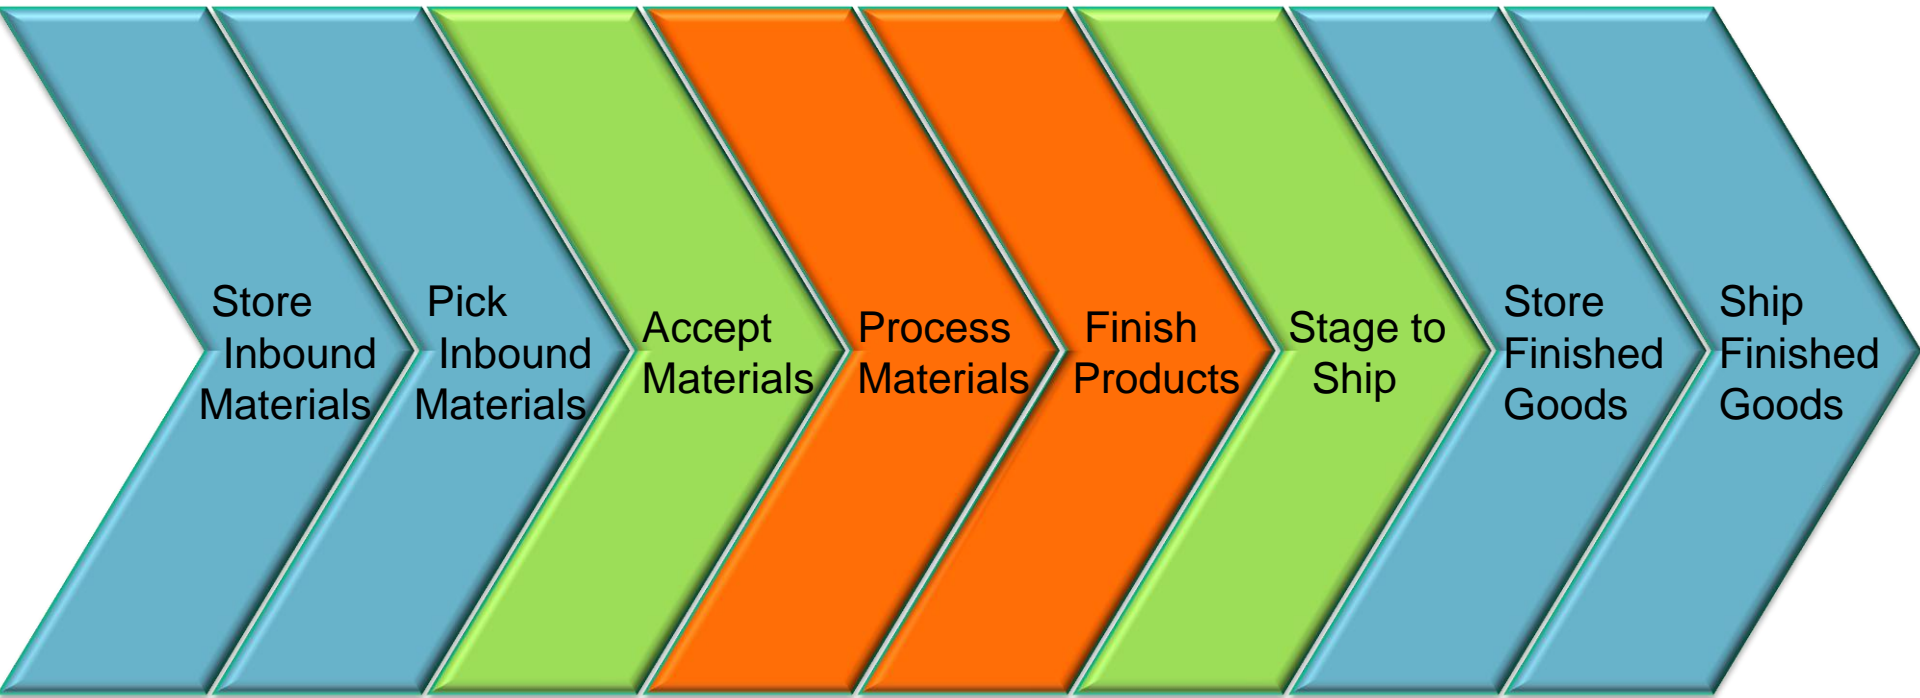 Store
Inbound
Materials
Pick
Inbound
Materials
Accept
Materials
Process
Materials
Finish
Products
Stage to
Ship
Store
Finished
Goods
Ship
Finished
Goods